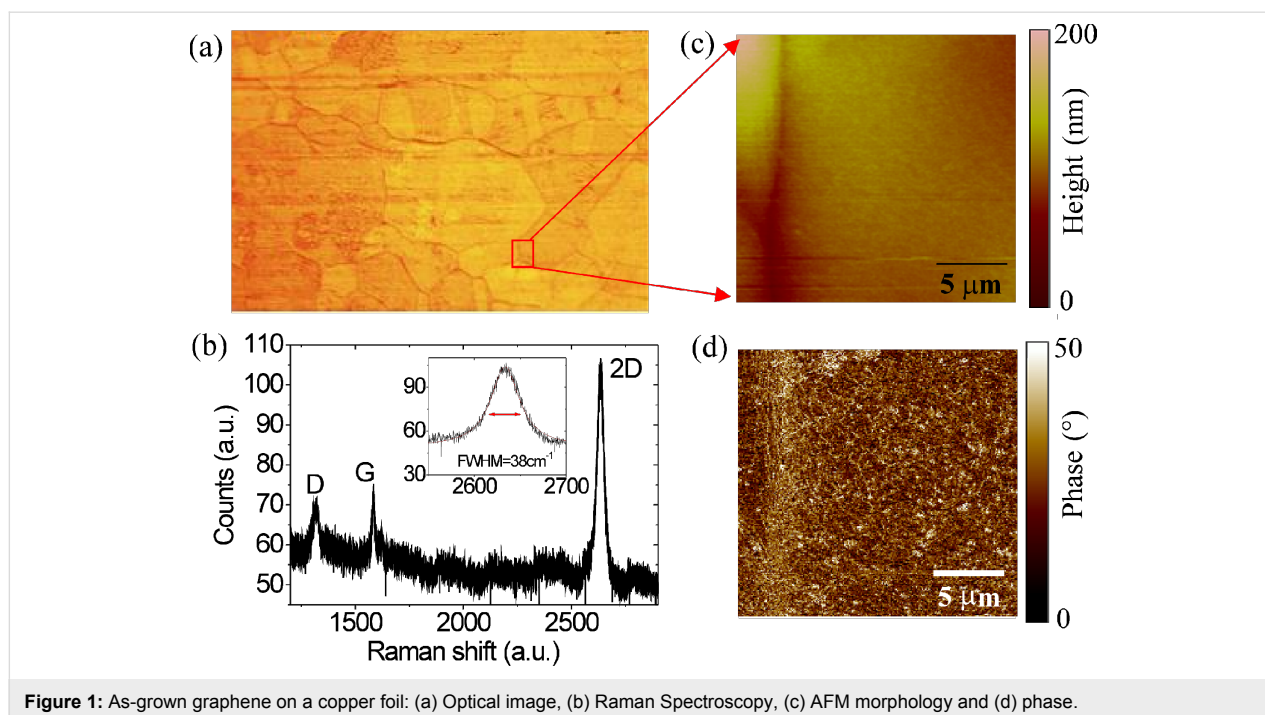 (a)
(c)
200
Height (nm)
5 μm
0
(b)
110
100
90
80
70
60
50
Counts (a.u.)
D
G
2D
90
60
30
FWHM=38cm⁻¹
2600
2700
1500
2000
2500
Raman shift (a.u.)
(d)
50
Phase (°)
5 μm
0
Figure 1: As-grown graphene on a copper foil: (a) Optical image, (b) Raman Spectroscopy, (c) AFM morphology and (d) phase.